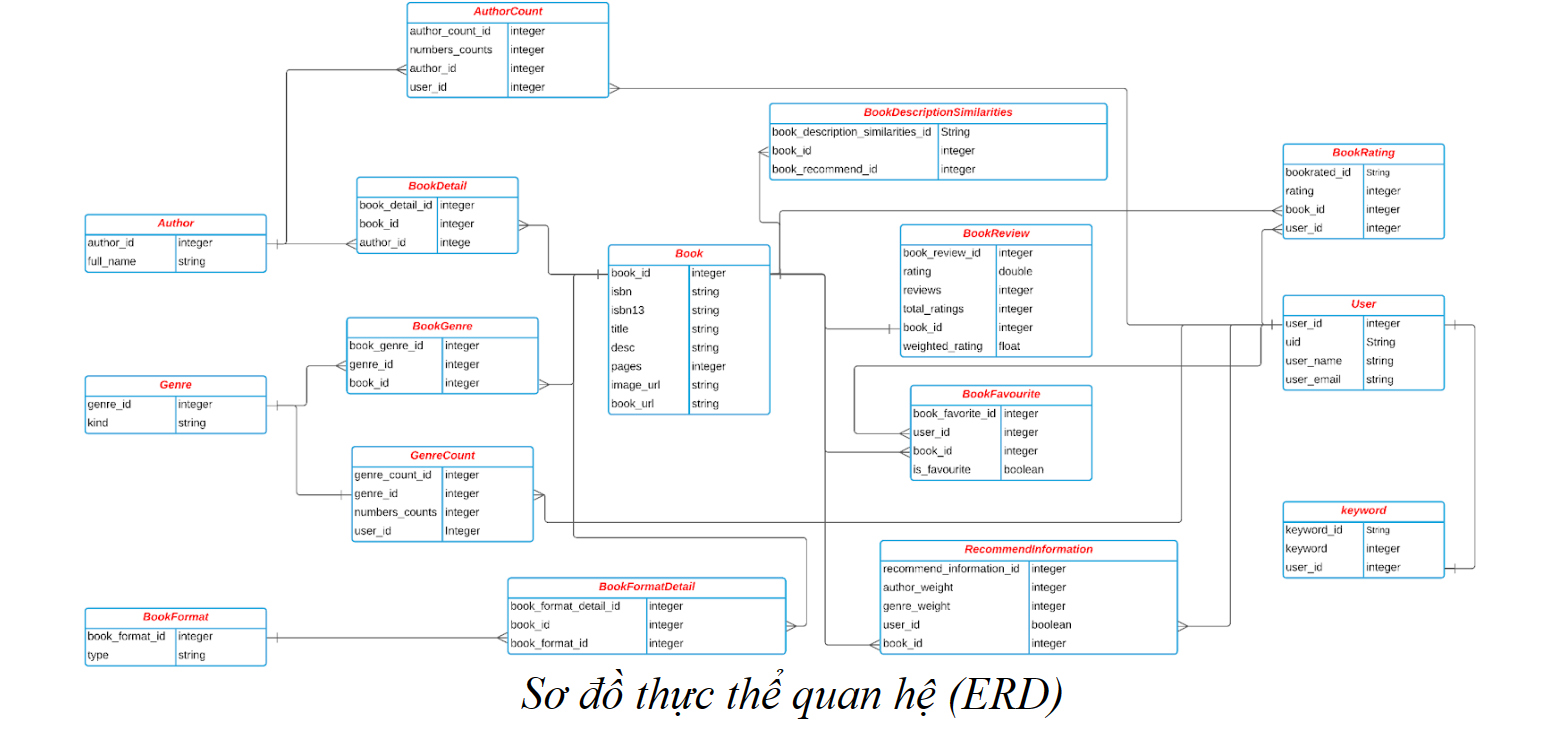 AuthorCount
author_count_id integer
numbers_counts integer
author_id integer
user_id integer
BookDescriptionSimilarities
book_description_similarities_id String
book_id integer
book_recommend_id integer
BookRating
bookrated_id String
rating integer
book_id integer
user_id integer
BookDetail
book_detail_id integer
book_id integer
author_id intege
Author
author_id integer
full_name string
BookReview
book_review_id integer
rating double
reviews integer
total_ratings integer
book_id integer
weighted_rating float
Book
book_id integer
isbn string
isbn13 string
title string
desc string
pages integer
image_url string
book_url string
User
user_id integer
uid String
user_name string
user_email string
BookGenre
book_genre_id integer
genre_id integer
book_id integer
Genre
genre_id integer
kind string
BookFavourite
book_favorite_id integer
user_id integer
book_id integer
is_favourite boolean
GenreCount
genre_count_id integer
genre_id integer
numbers_counts integer
user_id Integer
keyword
keyword_id String
keyword integer
user_id integer
RecommendInformation
recommend_information_id integer
author_weight integer
genre_weight integer
user_id boolean
book_id integer
BookFormatDetail
book_format_detail_id integer
book_id integer
book_format_id integer
BookFormat
book_format_id integer
type string
Sơ đồ thực thể quan hệ (ERD)